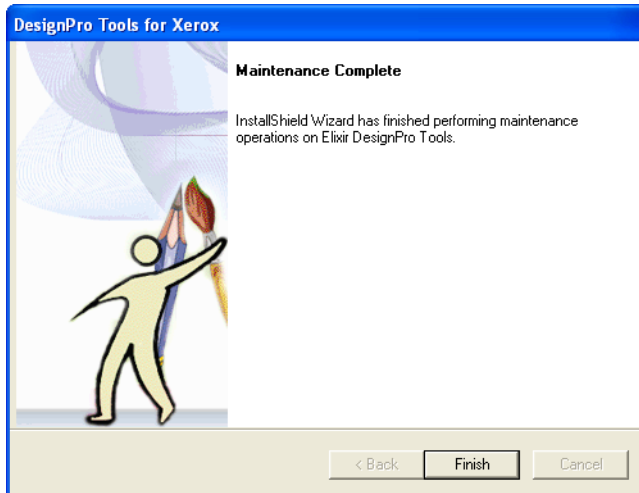 DesignPro Tools for Xerox
Maintenance Complete
InstallShield Wizard has finished performing maintenance
operations on Elixir DesignPro Tools.
< Back
Finish
Cancel